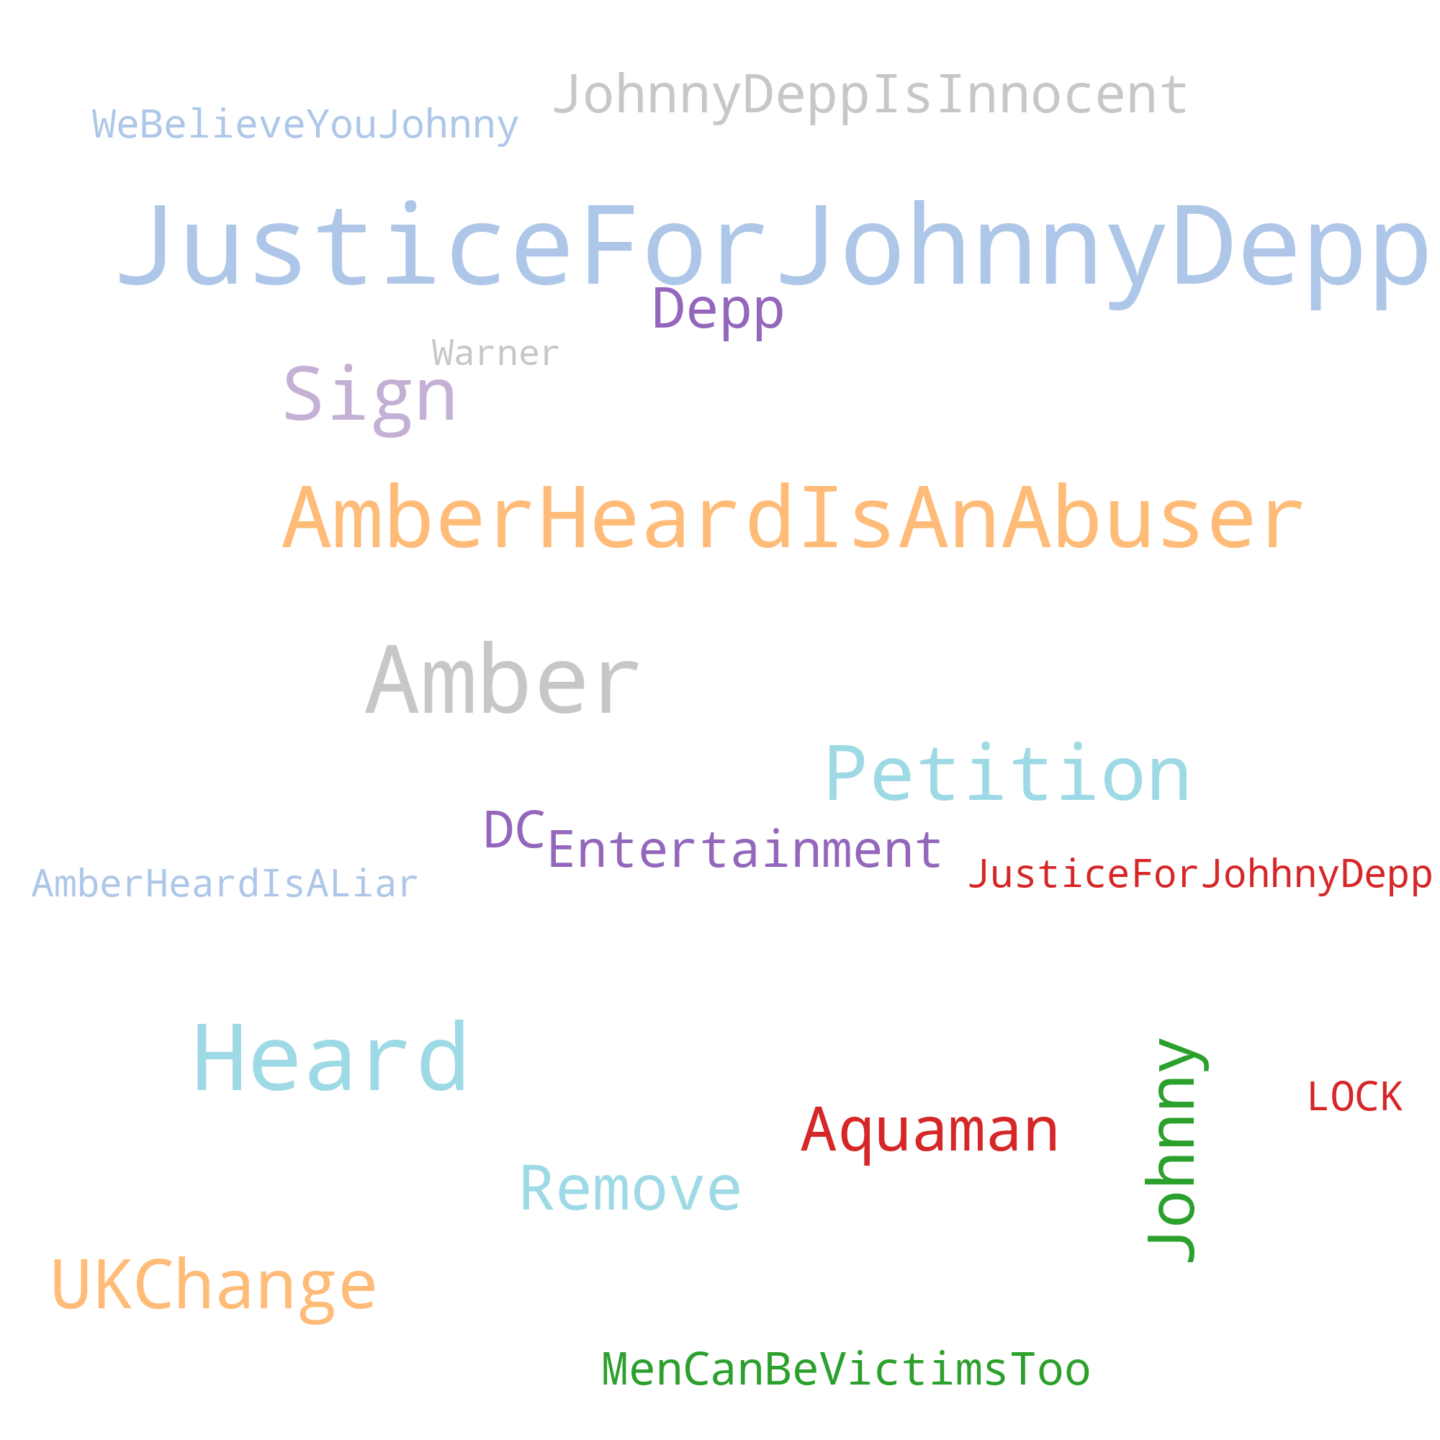 JohnnyDeppIsInnocent
WeBelieveYouJohnny
JusticeForJohnnyDepp
Depp
Warner
Sign
AmberHeardIsAnAbuser
Amber
Petition
DC
Entertainment
JusticeForJohhnyDepp
AmberHeardIsALiar
Heard
LOCK
Aquaman
Johnny
Remove
UKChange
MenCanBeVictimsToo